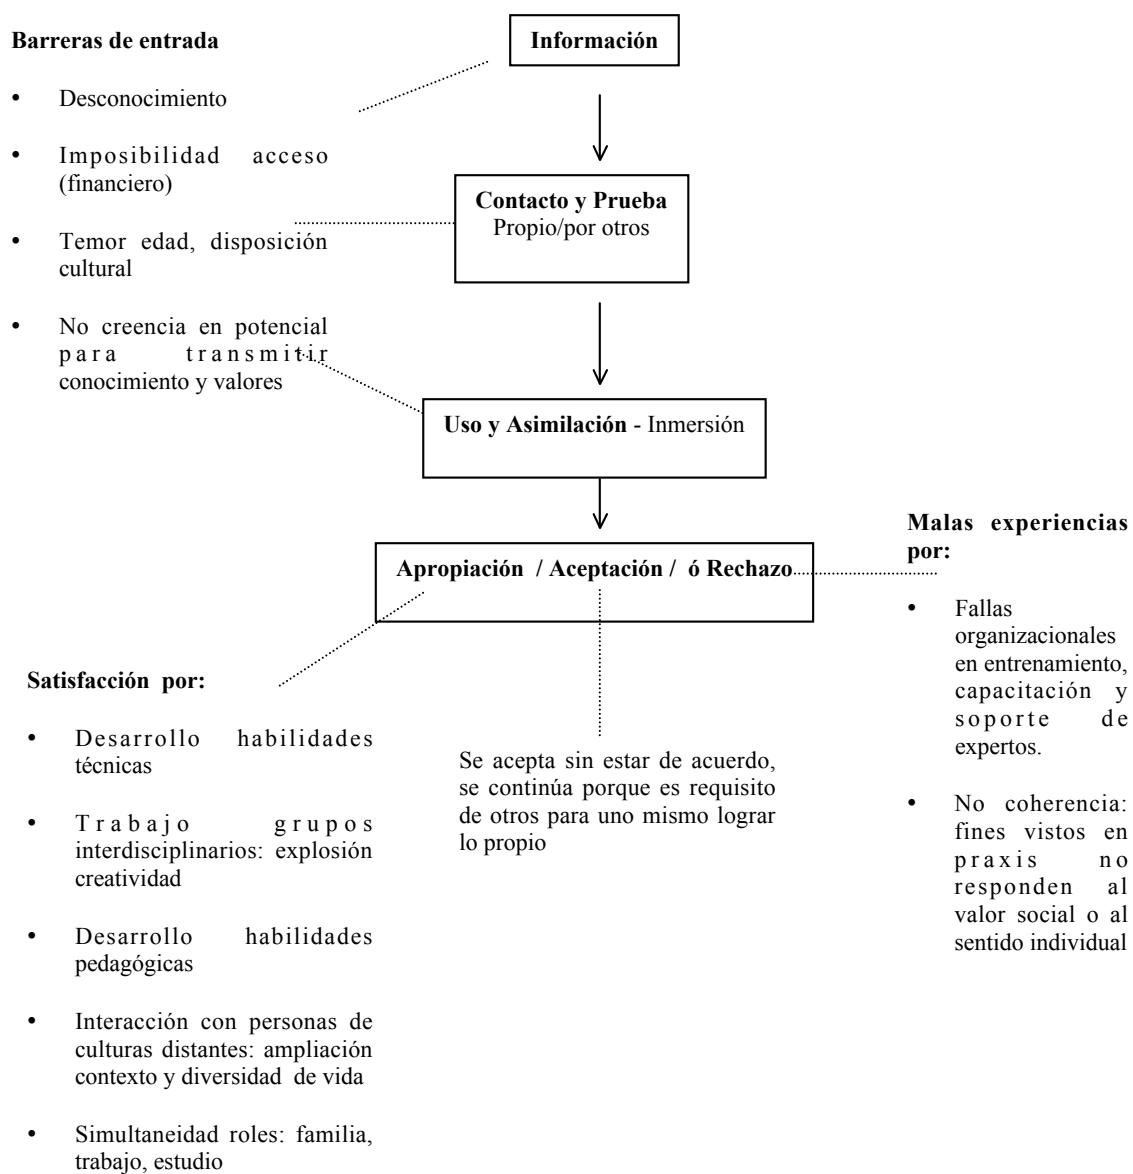 Barreras de entrada
• Desconocimiento
• Imposibilidad acceso
(financiero)
• Temor edad, disposición
cultural
• No creencia en potencial
para transmitir
conocimiento y valores
Información
Contacto y Prueba
Propio/por otros
Uso y Asimilación - Inmersión
Apropiación / Aceptación / ó Rechazo
Malas experiencias
por:
• Fallas
organizacionales
en entrenamiento,
capacitación y
soporte de
expertos.
• No coherencia:
fines vistos en
praxis no
responden al
valor social o al
sentido individual
Satisfacción por:
• Desarrollo habilidades
técnicas
• Trabajo grupos
interdisciplinarios: explosión
creatividad
• Desarrollo habilidades
pedagógicas
• Interacción con personas de
culturas distantes: ampliación
contexto y diversidad de vida
• Simultaneidad roles: familia,
trabajo, estudio
Se acepta sin estar de acuerdo,
se continúa porque es requisito
de otros para uno mismo lograr
lo propio